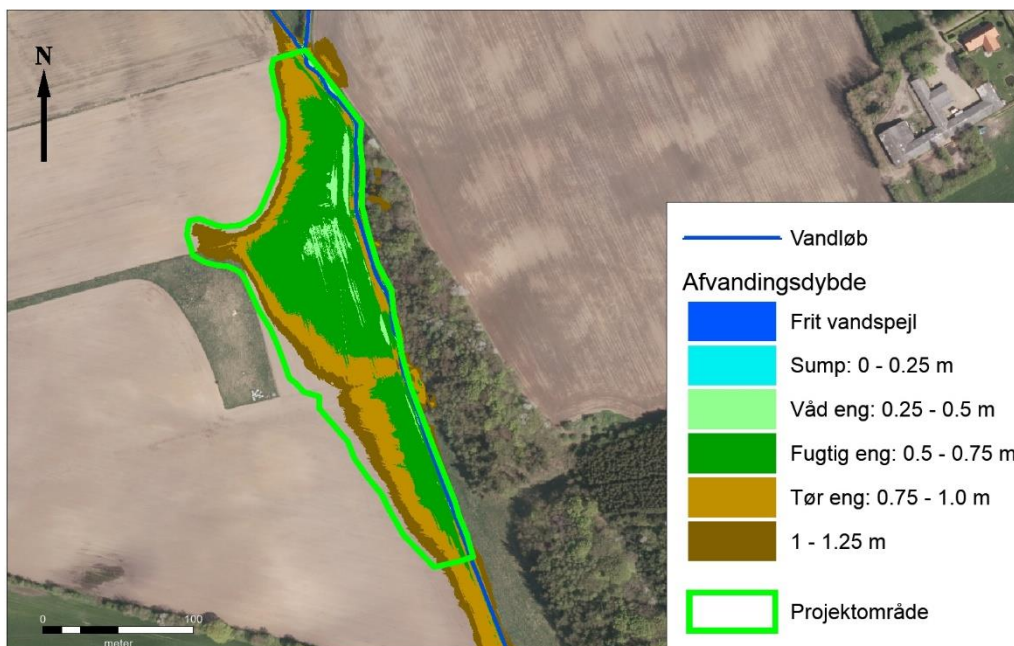 N
Vandløb
Afvandingsdybde
Frit vandspejl
Sump: 0 - 0.25 m
Våd eng: 0.25 - 0.5 m
Fugtig eng: 0.5 - 0.75 m
Tør eng: 0.75 - 1.0 m
1 - 1.25 m
Projektområde
0 100
meter